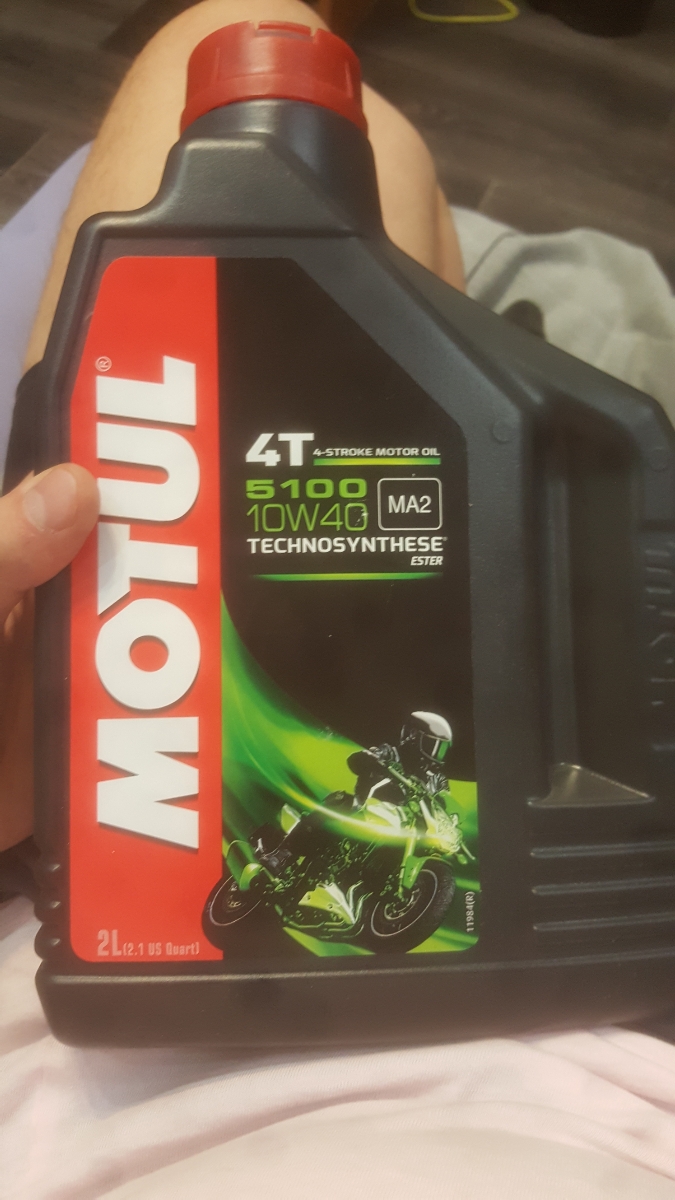 MOTUL®
4T 4-STROKE MOTOR OIL
5100
10W40 MA2
TECHNOSYNTHESE®
ESTER
2L(2.1 US Quart)
11984(R)